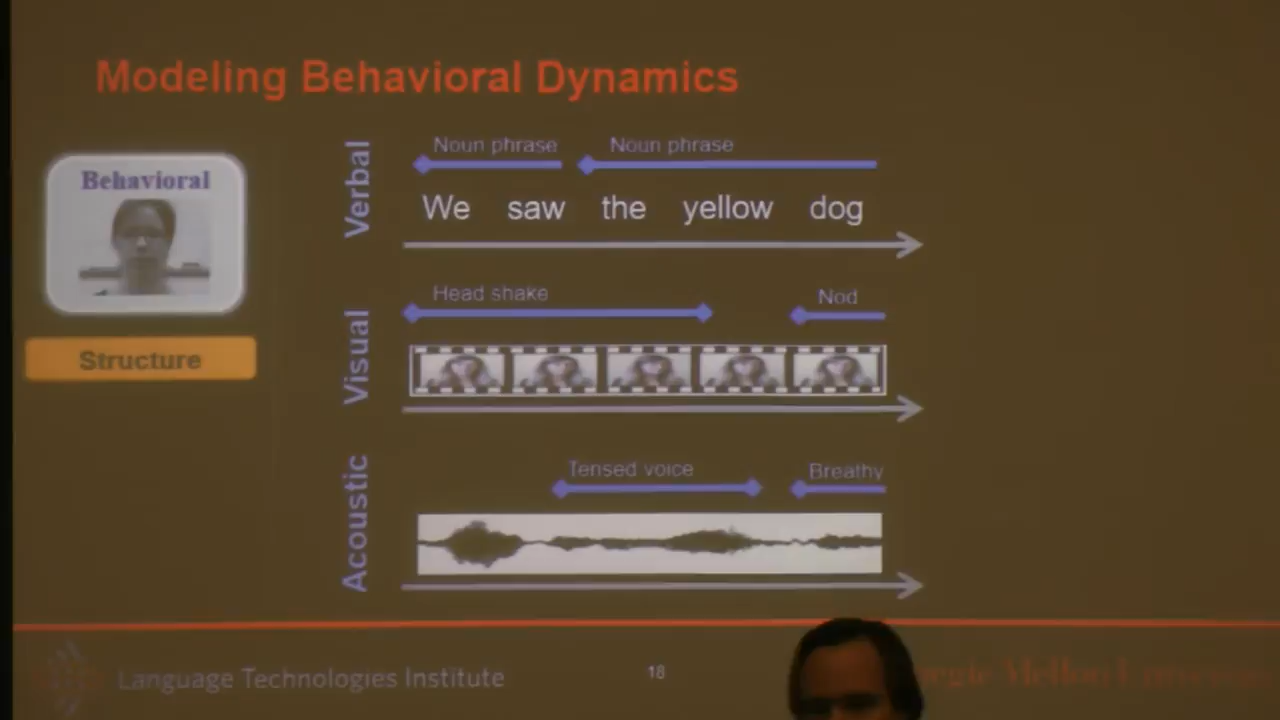 Modeling Behavioral Dynamics
Behavioral
Structure
Verbal
Noun phrase Noun phrase
We saw the yellow dog
Visual
Head shake Nod
Acoustic
Tensed voice Breathy
Language Technologies Institute
18
Mellon